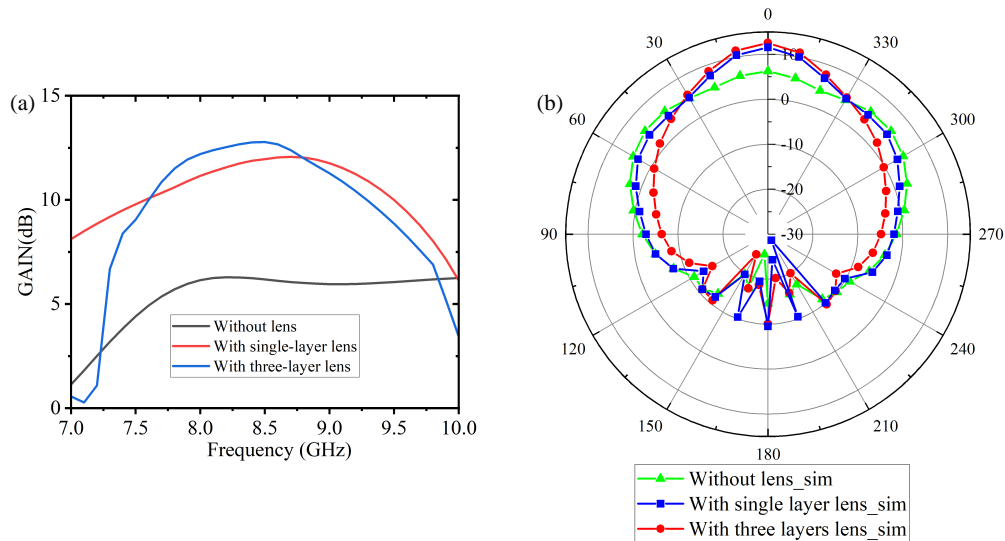 (a)
GAIN(dB)
15
10
5
0
Without lens
With single-layer lens
With three-layer lens
7.0 7.5 8.0 8.5 9.0 9.5 10.0
Frequency (GHz)
(b)
0
30 330
60 300
90 270
120 240
150 210
180
10
0
-10
-20
-30
Without lens_sim
With single layer lens_sim
With three layers lens_sim